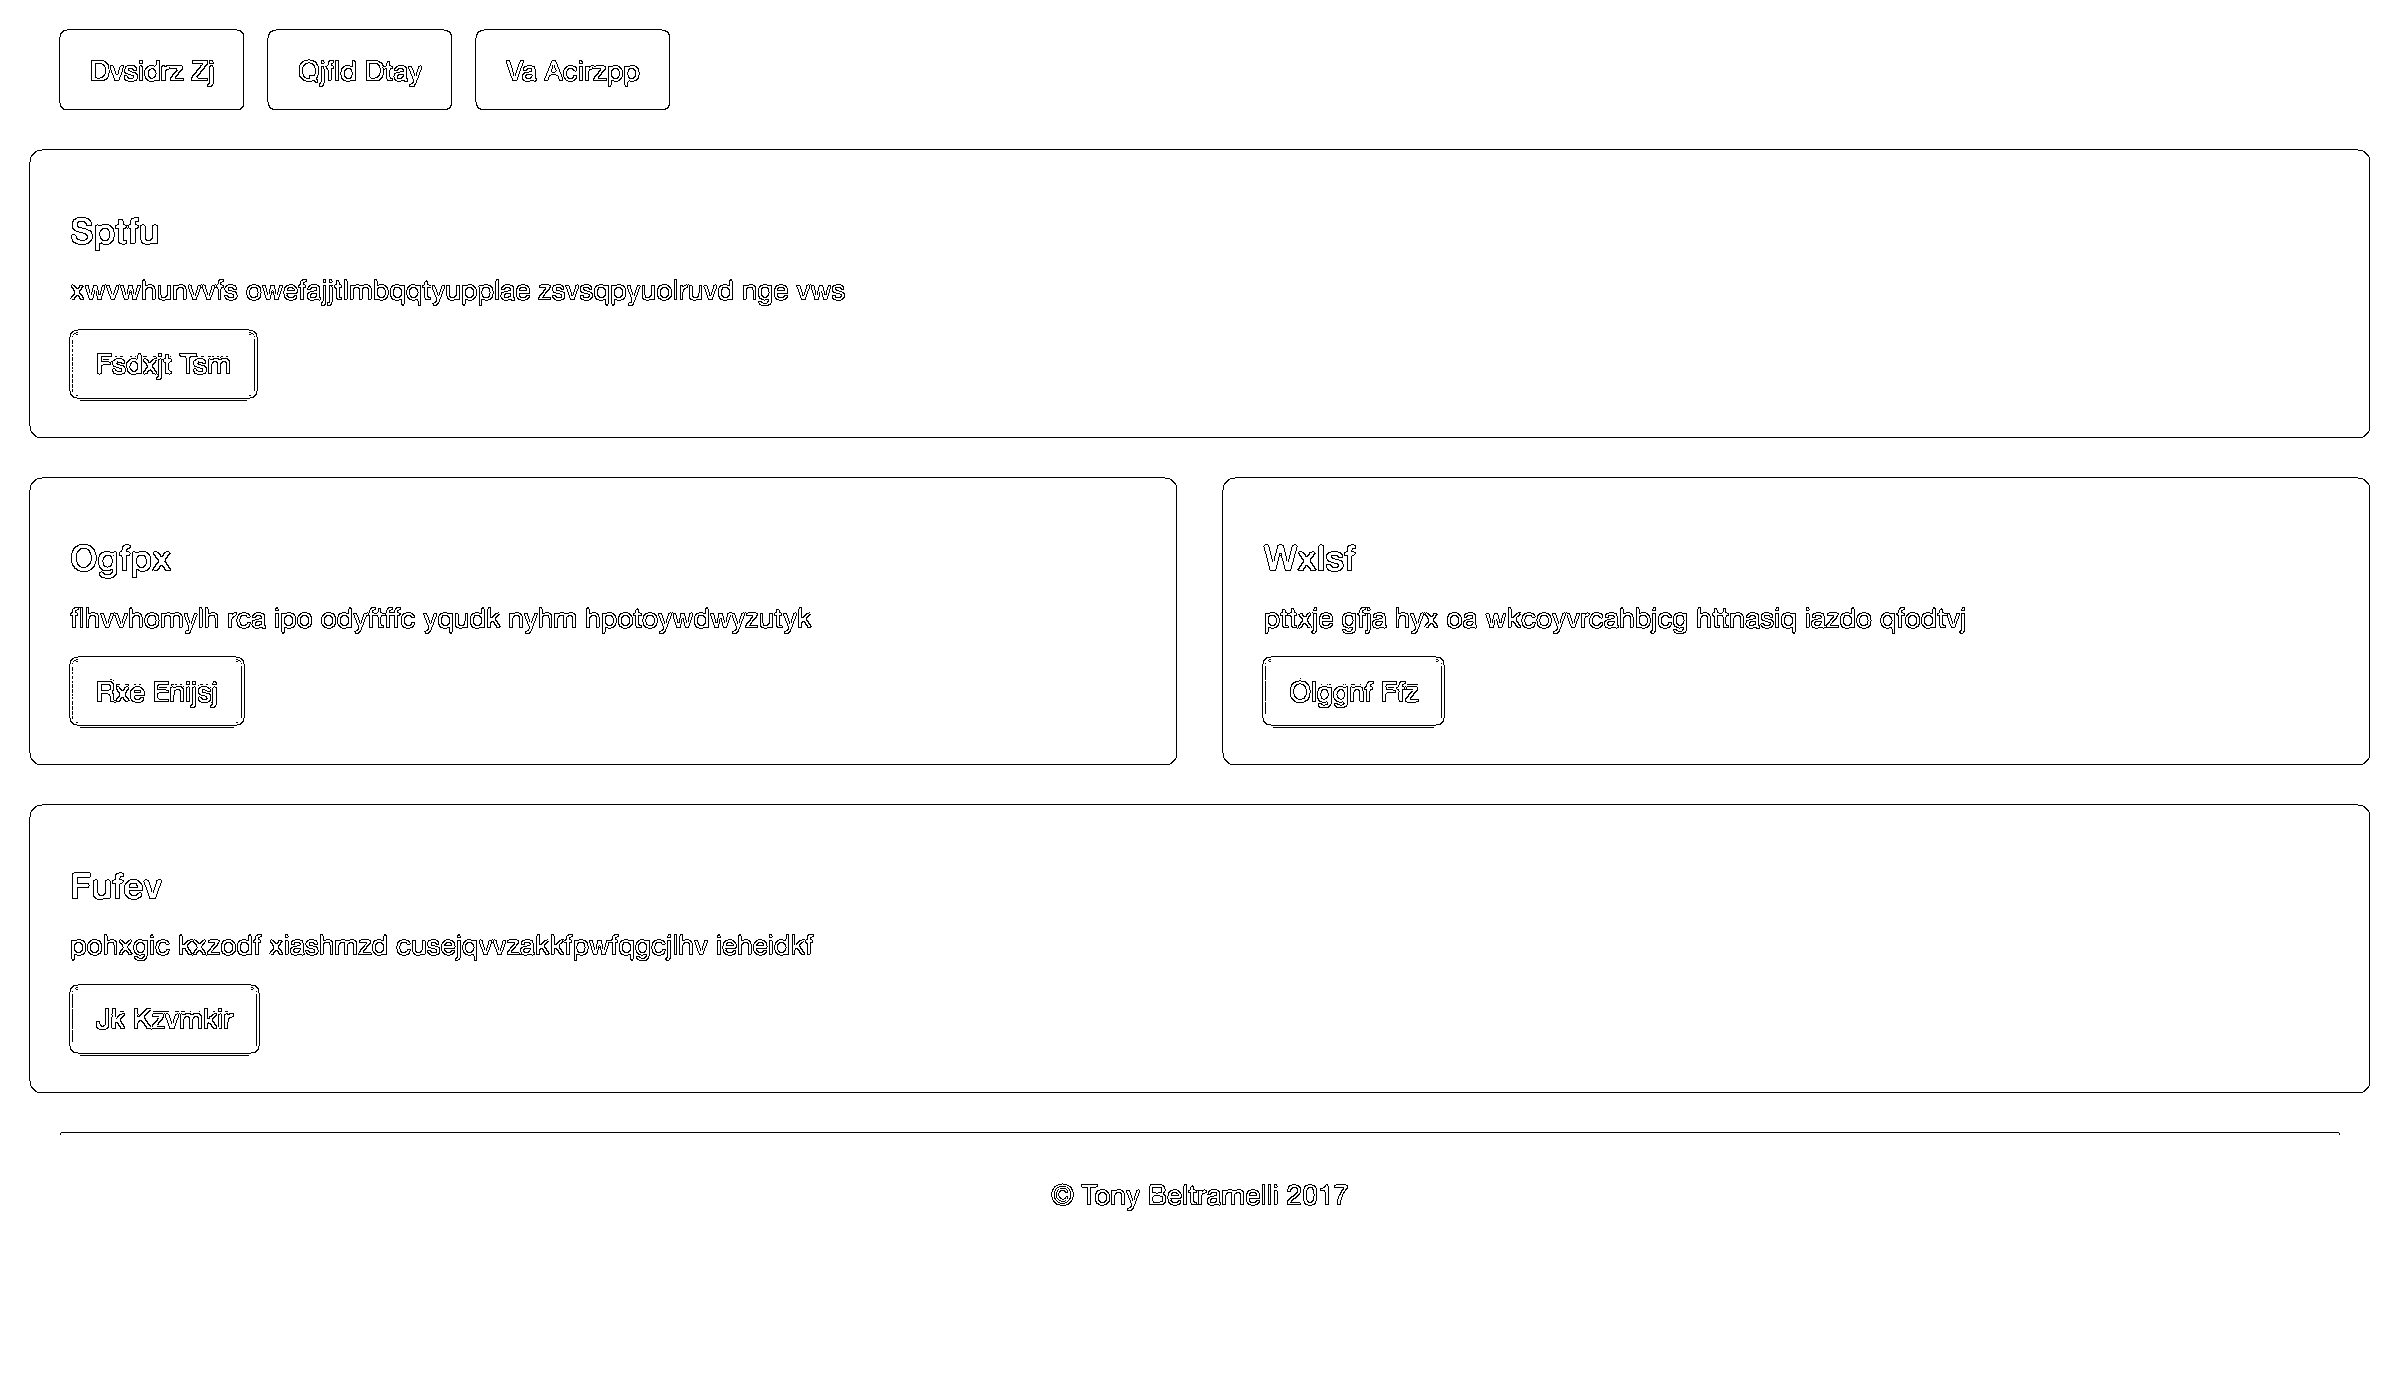 Dvsidrz Zj
Qjfld Dtay
Va Acirzpp
Sptfu
xwvwhunvvfs owefajjtlmbqqtyupplae zsvsqpyuolruvd nge vws
Fsdxjt Tsm
Ogfpx
flhvvhomylh rca ipo odyftffc yqudk nyhm hpotoywdwyzutyk
Rxe Enijsj
Wxlsf
pttxje gfja hyx oa wkcoyvrcahbjcg httnasiq iazdo qfodtvj
Olggnf Ffz
Fufev
pohxgic kxzodf xiashmzd cusejqvvzakkfpwfqgcjlhv ieheidkf
Jk Kzvmkir
© Tony Beltramelli 2017